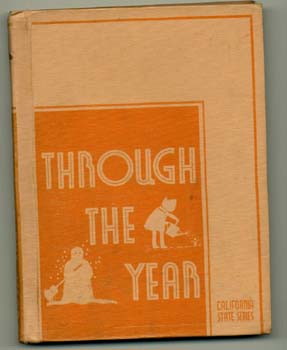 THROUGH
THE
YEAR
CALIFORNIA
STATE SERIES